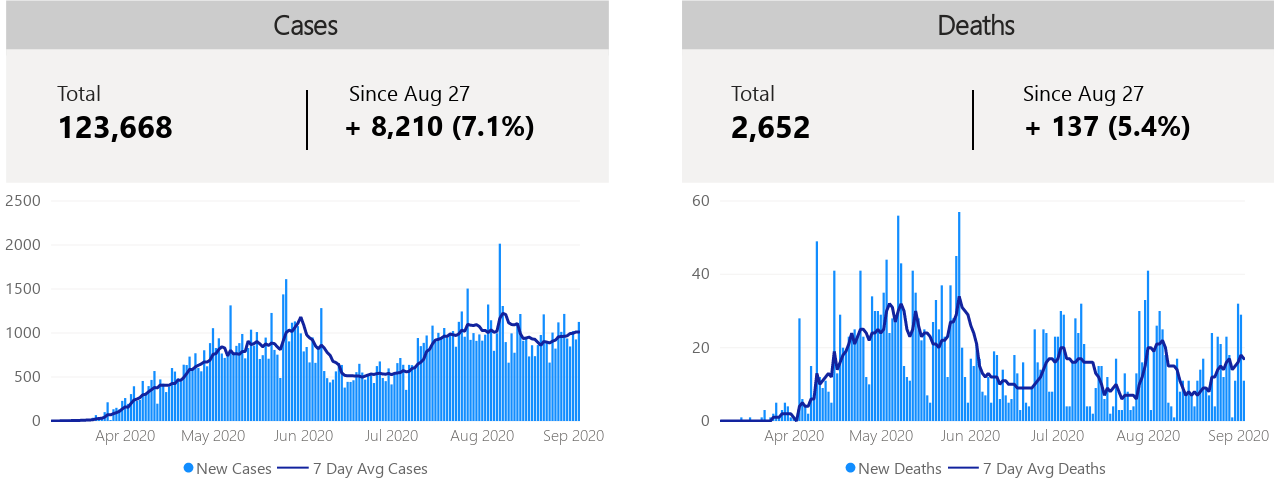 Cases
Total
Since Aug 27
123,668
+ 8,210 (7.1%)
2500
2000
1500
1000
500
0
Apr 2020 May 2020 Jun 2020 Jul 2020 Aug 2020 Sep 2020
New Cases 7 Day Avg Cases
Deaths
Total
Since Aug 27
2,652
+ 137 (5.4%)
60
40
20
0
Apr 2020 May 2020 Jun 2020 Jul 2020 Aug 2020 Sep 2020
New Deaths 7 Day Avg Deaths